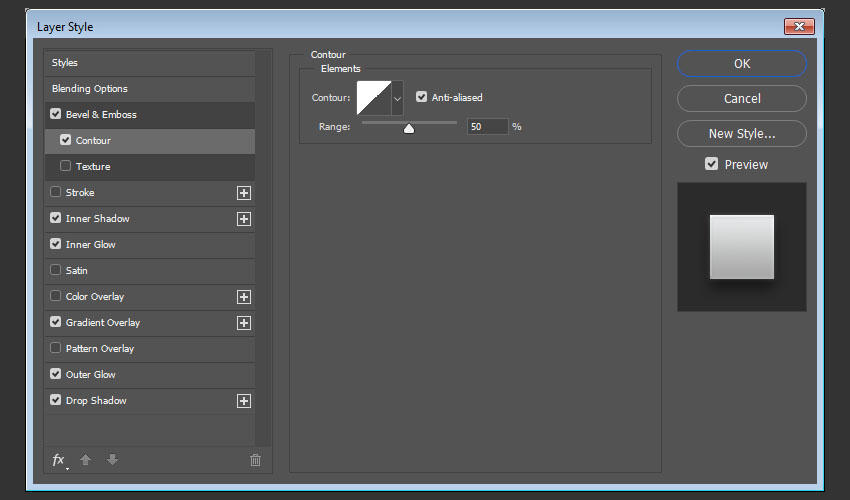 Layer Style
Styles
Blending Options
Bevel & Emboss
Contour
Texture
Stroke
Inner Shadow
Inner Glow
Satin
Color Overlay
Gradient Overlay
Pattern Overlay
Outer Glow
Drop Shadow
fx
Contour
Elements
Contour:
Anti-aliased
Range:
50 %
OK
Cancel
New Style...
Preview